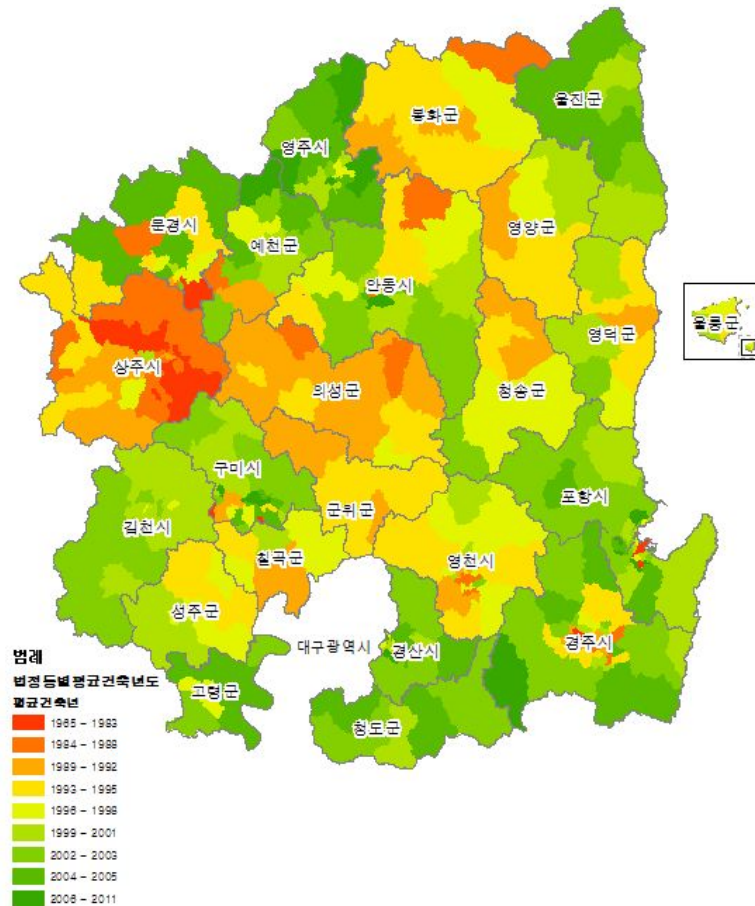 울진군
봉화군
영주시
문경시
예천군
영양군
안동시
울릉군
영덕군
상주시
의성군
청송군
구미시
포항시
군위군
김천시
칠곡군
영천시
성주군
대구광역시
경산시
경주시
고령군
청도군
범례
법정동별평균건축년도
평균건축년
1965 - 1983
1984 - 1988
1999 - 1992
1993 - 1995
1996 - 1998
1999 - 2001
2002 - 2003
2004 - 2005
2006 - 2011